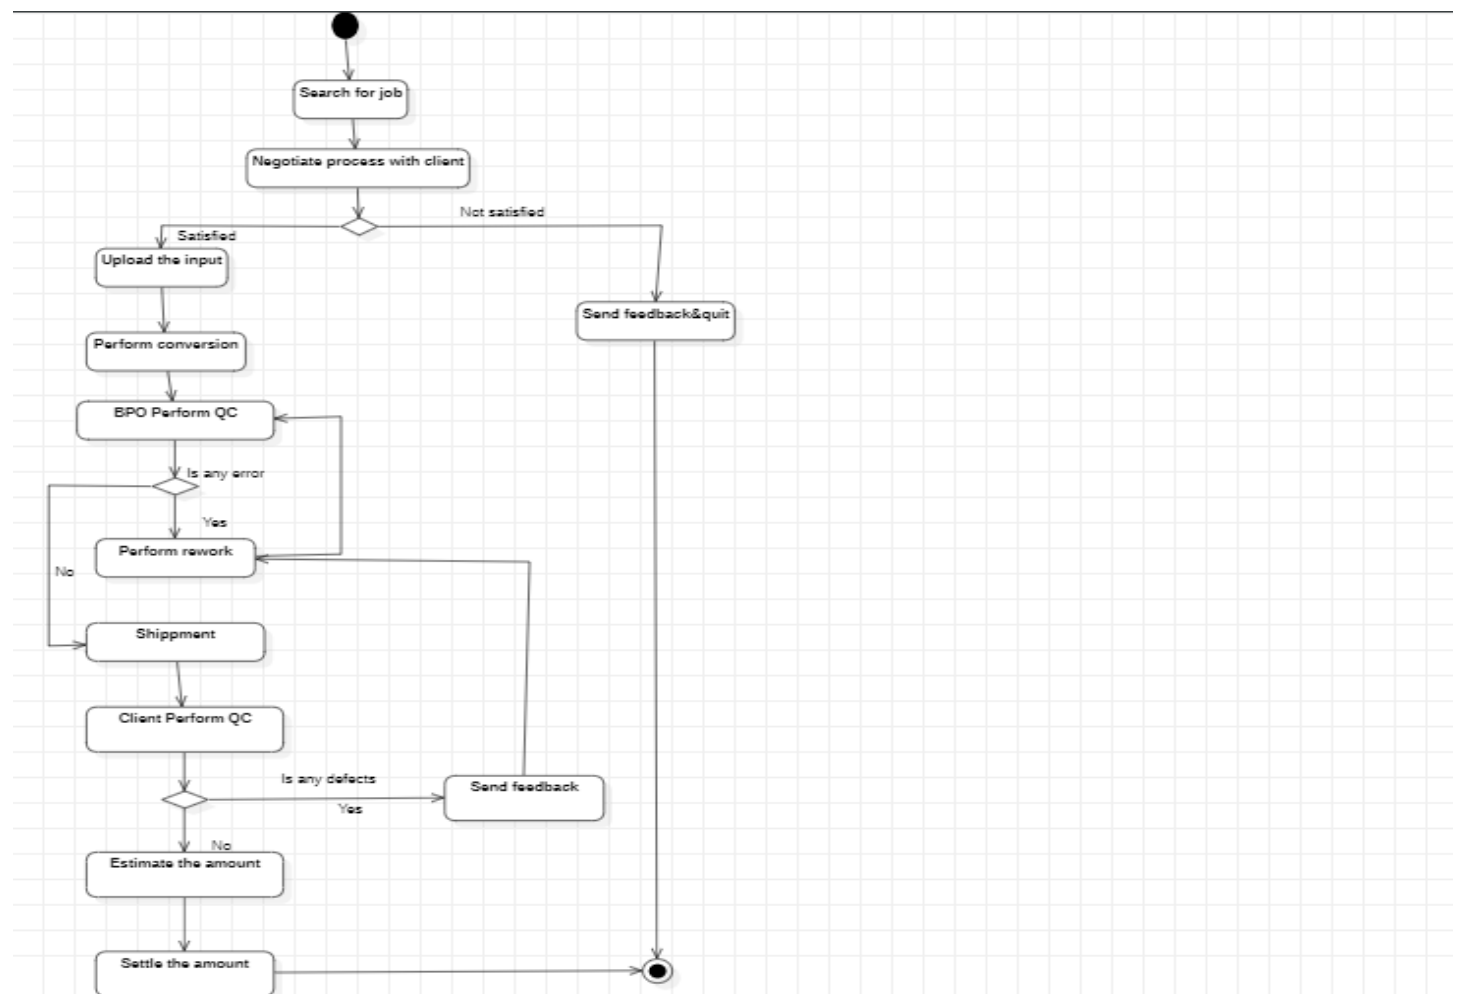 Search for job
Negotiate process with client
Not satisfied
Satisfied
Upload the input
Send feedback&quit
Perform conversion
BPO Perform QC
Is any error
Yes
Perform rework
No
Shippment
Client Perform QC
Is any defects
Send feedback
Yes
No
Estimate the amount
Settle the amount